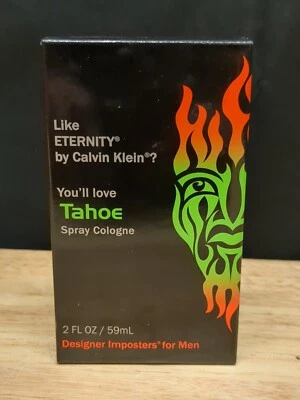 Like
ETERNITY®
by Calvin Klein®?
You'll love
Tahoe
Spray Cologne
2 FL OZ / 59mL
Designer Imposters® for Men